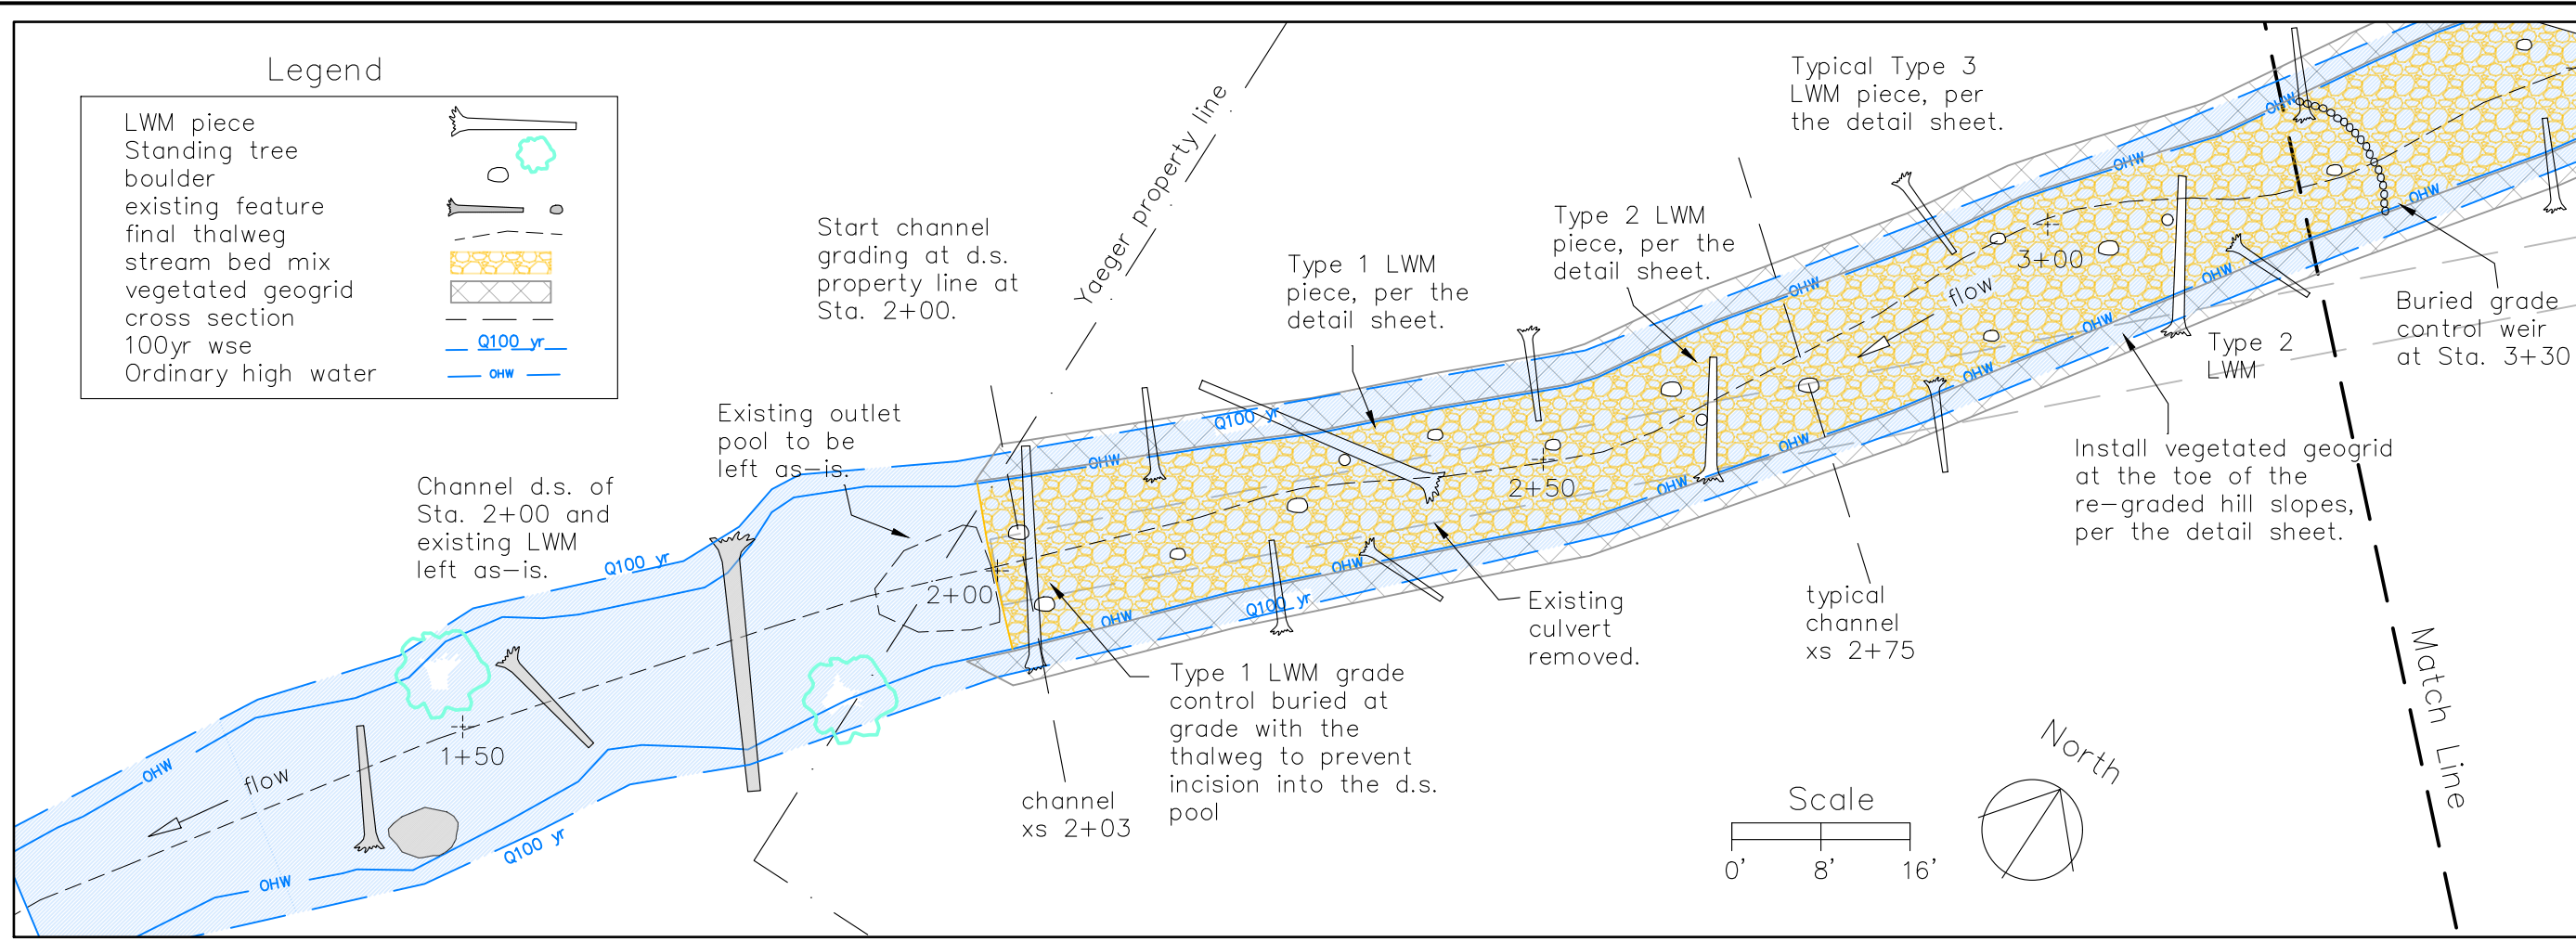 Legend
LWM piece
Standing tree
boulder
existing feature
final thalweg
stream bed mix
vegetated geogrid
cross section
100yr wse
Q100 yr
Ordinary high water
OHW
Start channel
grading at d.s.
property line at
Sta. 2+00.
Yaeger property line
Existing outlet
pool to be
left as-is.
Channel d.s. of
Sta. 2+00 and
existing LWM
left as-is.
Type 1 LWM
piece, per the
detail sheet.
Type 2 LWM
piece, per the
detail sheet.
Typical Type 3
LWM piece, per
the detail sheet.
OHW
OHW
OHW
OHW
3+00
flow
OHW
OHW
OHW
Type 2
LWM
Buried grade
control weir
at Sta. 3+30
Install vegetated geogrid
at the toe of the
re-graded hill slopes,
per the detail sheet.
Q100 yr
OHW
2+50
OHW
OHW
OHW
Q100 yr
OHW
Q100 yr
2+00
Existing
culvert
removed.
typical
channel
xs 2+75
Type 1 LWM grade
control buried at
grade with the
thalweg to prevent
incision into the d.s.
pool
channel
xs 2+03
1+50
flow
OHW
OHW
Q100 yr
Scale
0' 8' 16'
North
Match Line